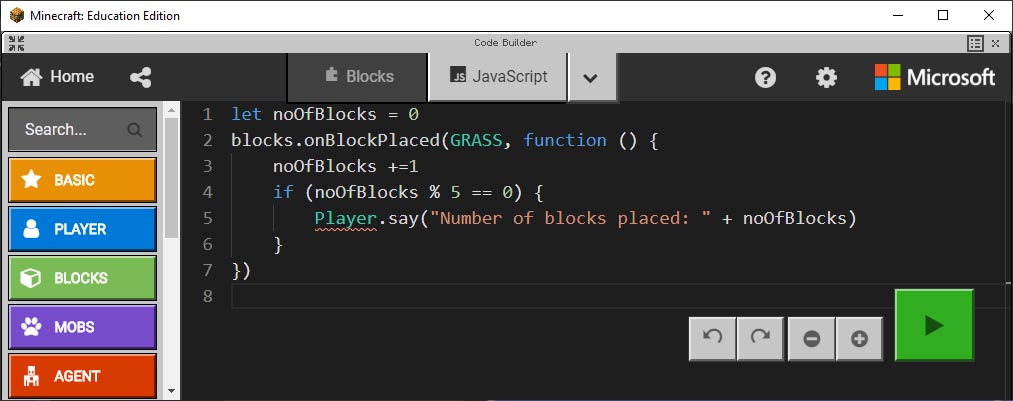 Minecraft: Education Edition
Code Builder
Home
Blocks
JS JavaScript
? Microsoft
Search...
BASIC
PLAYER
BLOCKS
MOBS
AGENT
1 let noOfBlocks = 0
2 blocks.onBlockPlaced(GRASS, function () {
3 noOfBlocks +=1
4 if (noOfBlocks % 5 == 0) {
5 Player.say("Number of blocks placed: " + noOfBlocks)
6 }
7 })
8